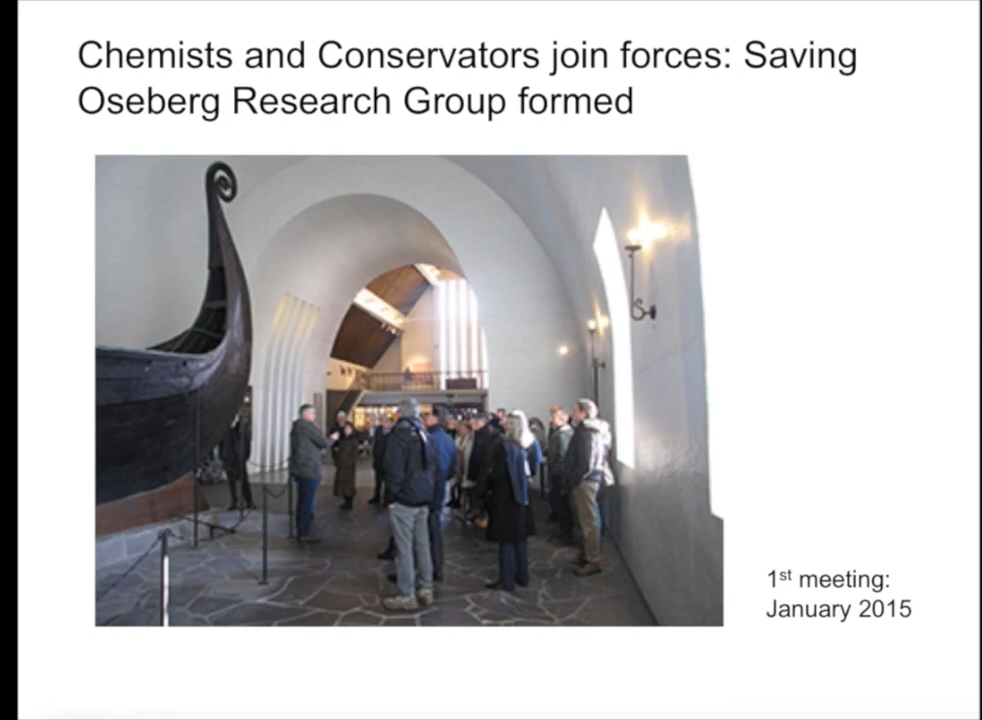 Chemists and Conservators join forces: Saving
Oseberg Research Group formed
1st meeting:
January 2015